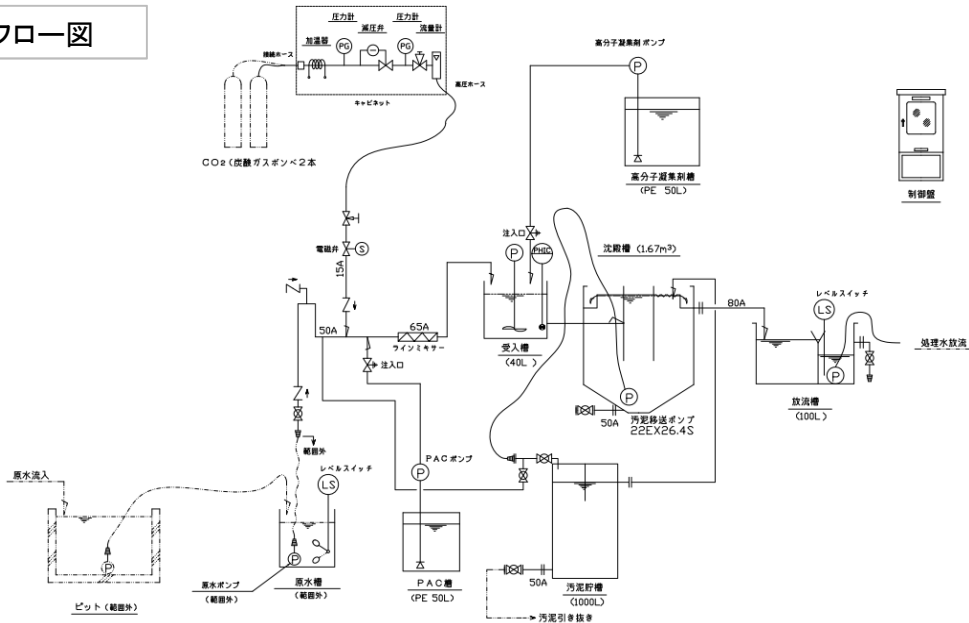 フロー図
圧力計
減圧弁
圧力計
流量計
加温器
PG
PG
接続ホース
高圧ホース
キャビネット
CO2(炭酸ガスボンベ2本
高分子凝集剤 ポンプ
P
高分子凝集剤槽
(PE 50L)
制御盤
電磁弁
S
15A
注入口
P
PHIC
沈殿槽 (1.67m³)
50A
65A
ラインミキサー
受入槽
(40L )
注入口
80A
レベルスイッチ
LS
P
処理水放流
放流槽
(100L)
P
50A
汚泥移送ポンプ
22EX26.4S
範囲外
PACポンプ
P
原水流入
レベルスイッチ
LS
P
P
原水ポンプ
(範囲外)
原水槽
(範囲外)
ピット(範囲外)
PAC槽
(PE 50L)
50A
汚泥貯槽
(1000L)
汚泥引き抜き